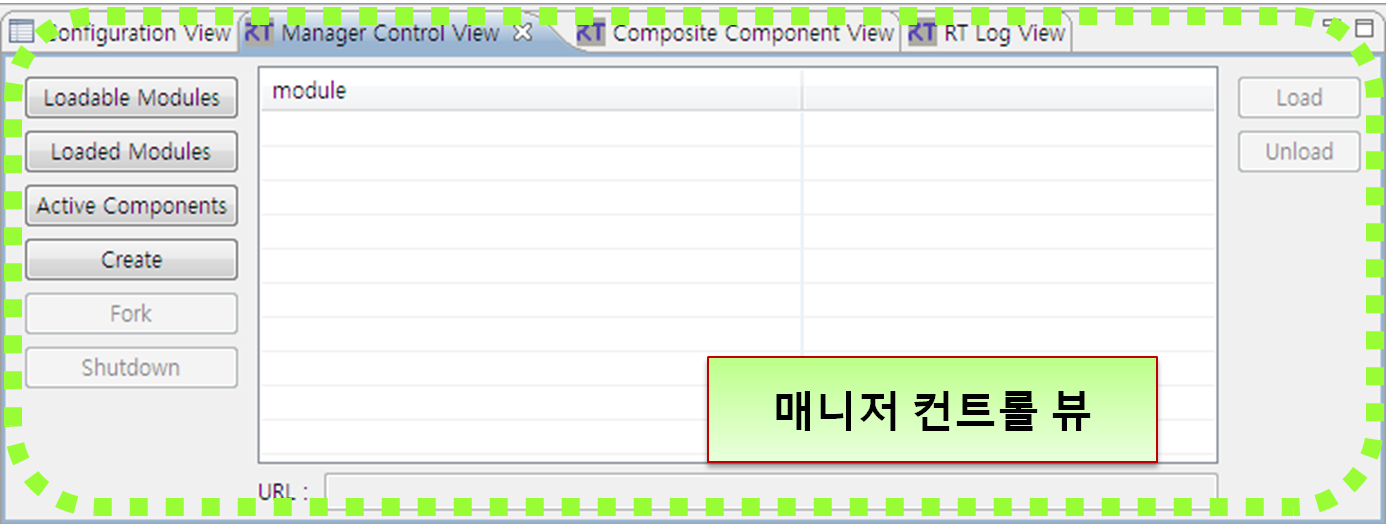 Configuration View
RT Manager Control View
RT Composite Component View
RT RT Log View
Loadable Modules
Loaded Modules
Active Components
Create
Fork
Shutdown
module
Load
Unload
매니저 컨트롤 뷰
URL :